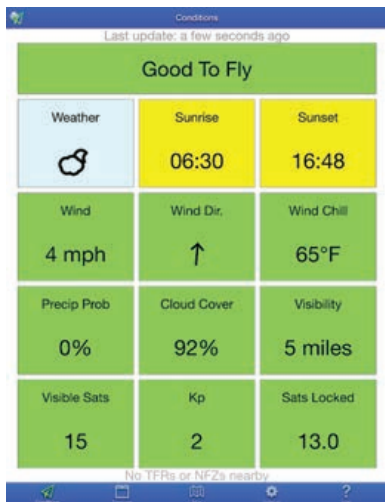 Conditions
Last update: a few seconds ago
Good To Fly
Weather Sunrise Sunset
06:30 16:48
Wind Wind Dir. Wind Chill
4 mph 65°F
Precip Prob Cloud Cover Visibility
0% 92% 5 miles
Visible Sats Kp Sats Locked
15 2 13.0
No TFRs or NFZs nearby
?